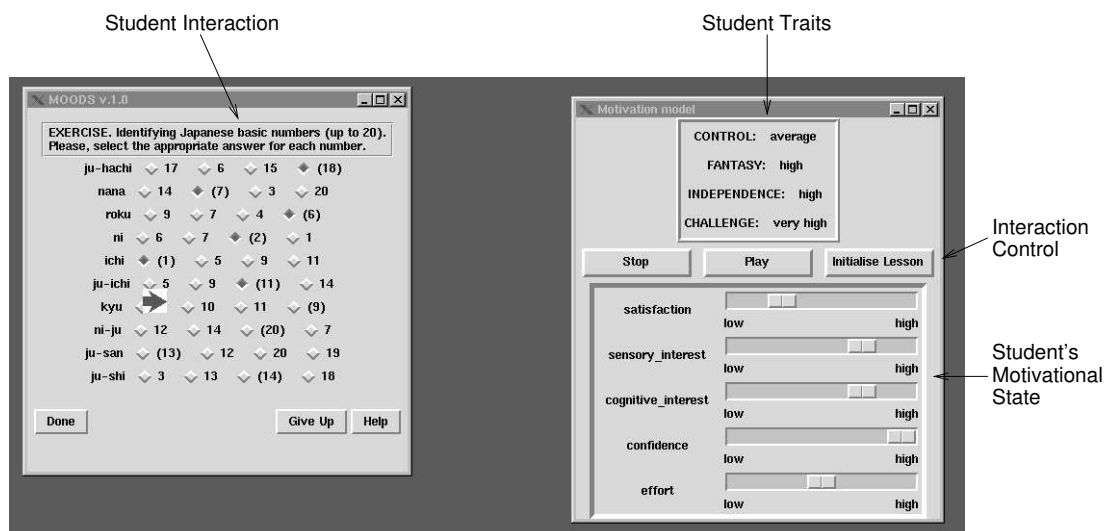 Student Interaction
Student Traits
MOODS v.1.0
EXERCISE. Identifying Japanese basic numbers (up to 20).
Please, select the appropriate answer for each number.
ju-hachi 17 6 15 (18)
nana 14 (7) 3 20
roku 9 7 4 (6)
ni 6 7 (2) 1
ichi (1) 5 9 11
ju-ichi 5 9 (11) 14
kyu 10 11 (9)
ni-ju 12 14 (20) 7
ju-san (13) 12 20 19
ju-shi 3 13 (14) 18
Done Give Up Help
Motivation model
CONTROL: average
FANTASY: high
INDEPENDENCE: high
CHALLENGE: very high
Stop Play Initialise Lesson
satisfaction
low high
sensory_interest
low high
cognitive_interest
low high
confidence
low high
effort
low high
Interaction
Control
Student's
Motivational
State